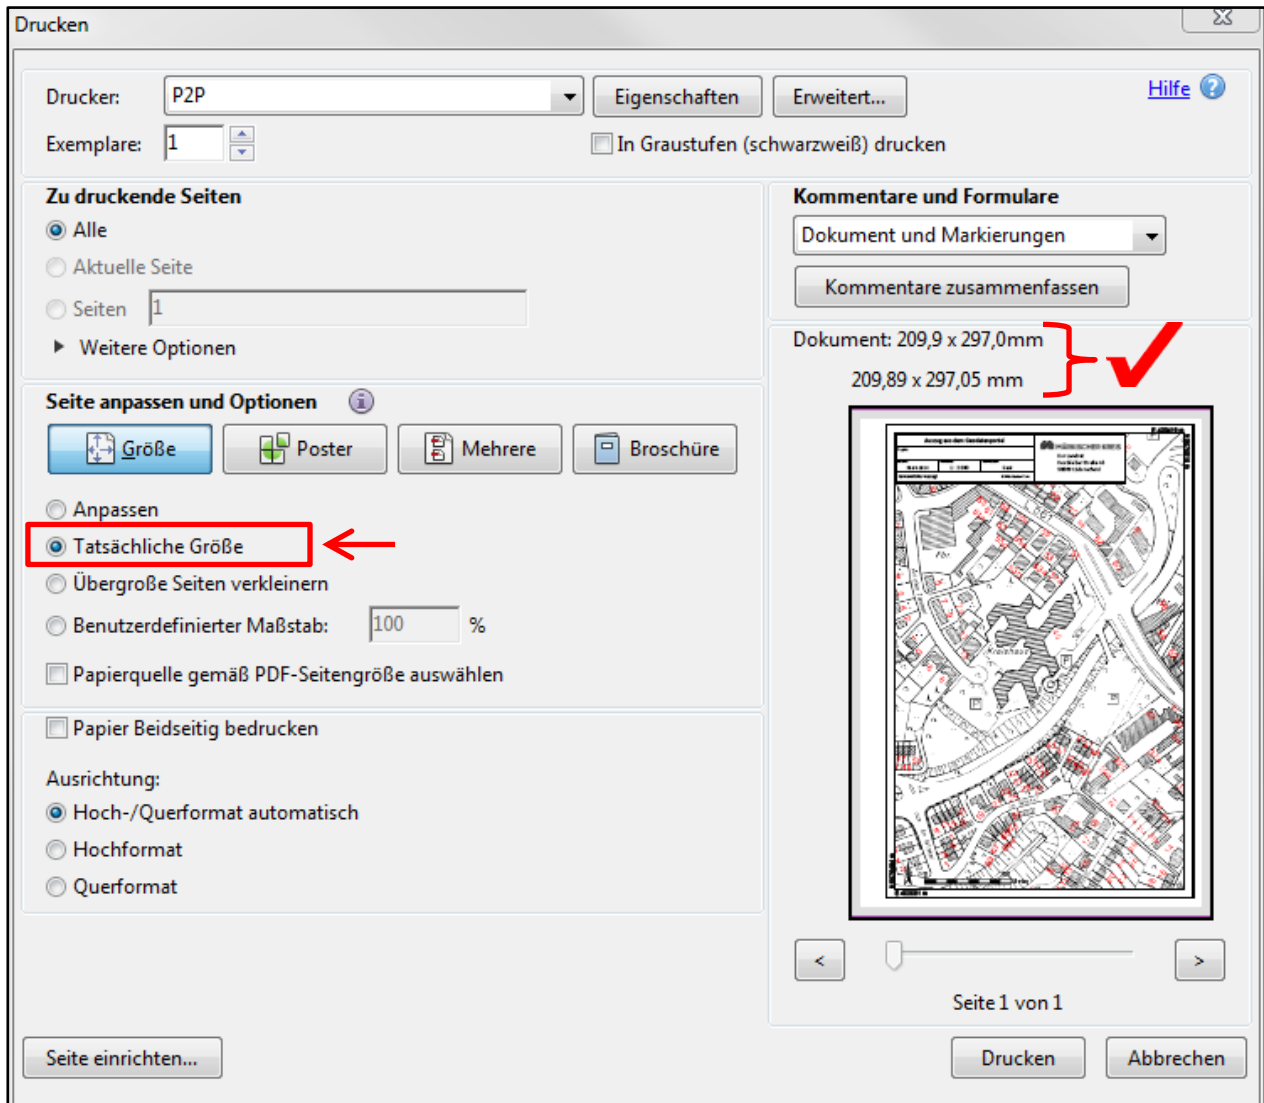 Drucken
Drucker: P2P Eigenschaften Erweitert... Hilfe
Exemplare: 1 In Graustufen (schwarzweiß) drucken
Zu druckende Seiten
Alle
Aktuelle Seite
Seiten 1
Weitere Optionen
Kommentare und Formulare
Dokument und Markierungen
Kommentare zusammenfassen
Seite anpassen und Optionen
Größe Poster Mehrere Broschüre
Anpassen
Tatsächliche Größe
Übergroße Seiten verkleinern
Benutzerdefinierter Maßstab: 100 %
Papierquelle gemäß PDF-Seitengröße auswählen
Papier Beidseitig bedrucken
Ausrichtung:
Hoch-/Querformat automatisch
Hochformat
Querformat
Dokument: 209,9 x 297,0mm
209,89 x 297,05 mm
MÄRKISCHER KREIS
Kreishaus
P
P
< >
Seite 1 von 1
Seite einrichten... Drucken Abbrechen